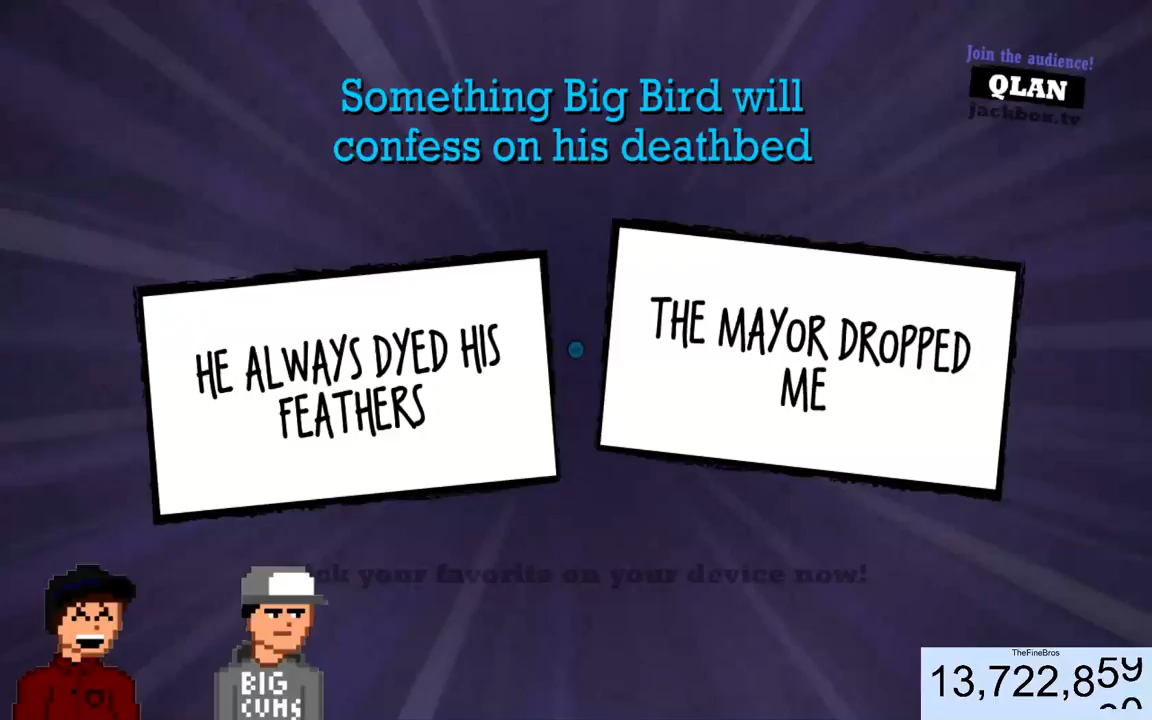 Join the audience!
QLAN
jackbox.tv
Something Big Bird will
confess on his deathbed
HE ALWAYS DYED HIS
FEATHERS
THE MAYOR DROPPED
ME
your favorite on your device now!
BIG
CUMS
TheFineBros
13,722,859